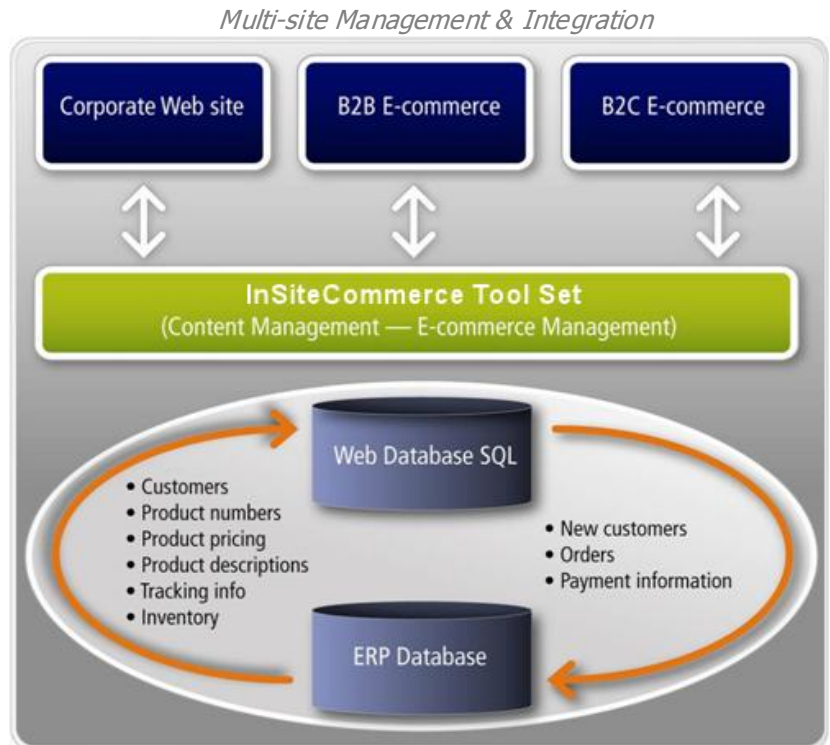 Multi-site Management & Integration
Corporate Web site
B2B E-commerce
B2C E-commerce
InSiteCommerce Tool Set
(Content Management — E-commerce Management)
Web Database SQL
• Customers
• Product numbers
• Product pricing
• Product descriptions
• Tracking info
• Inventory
• New customers
• Orders
• Payment information
ERP Database